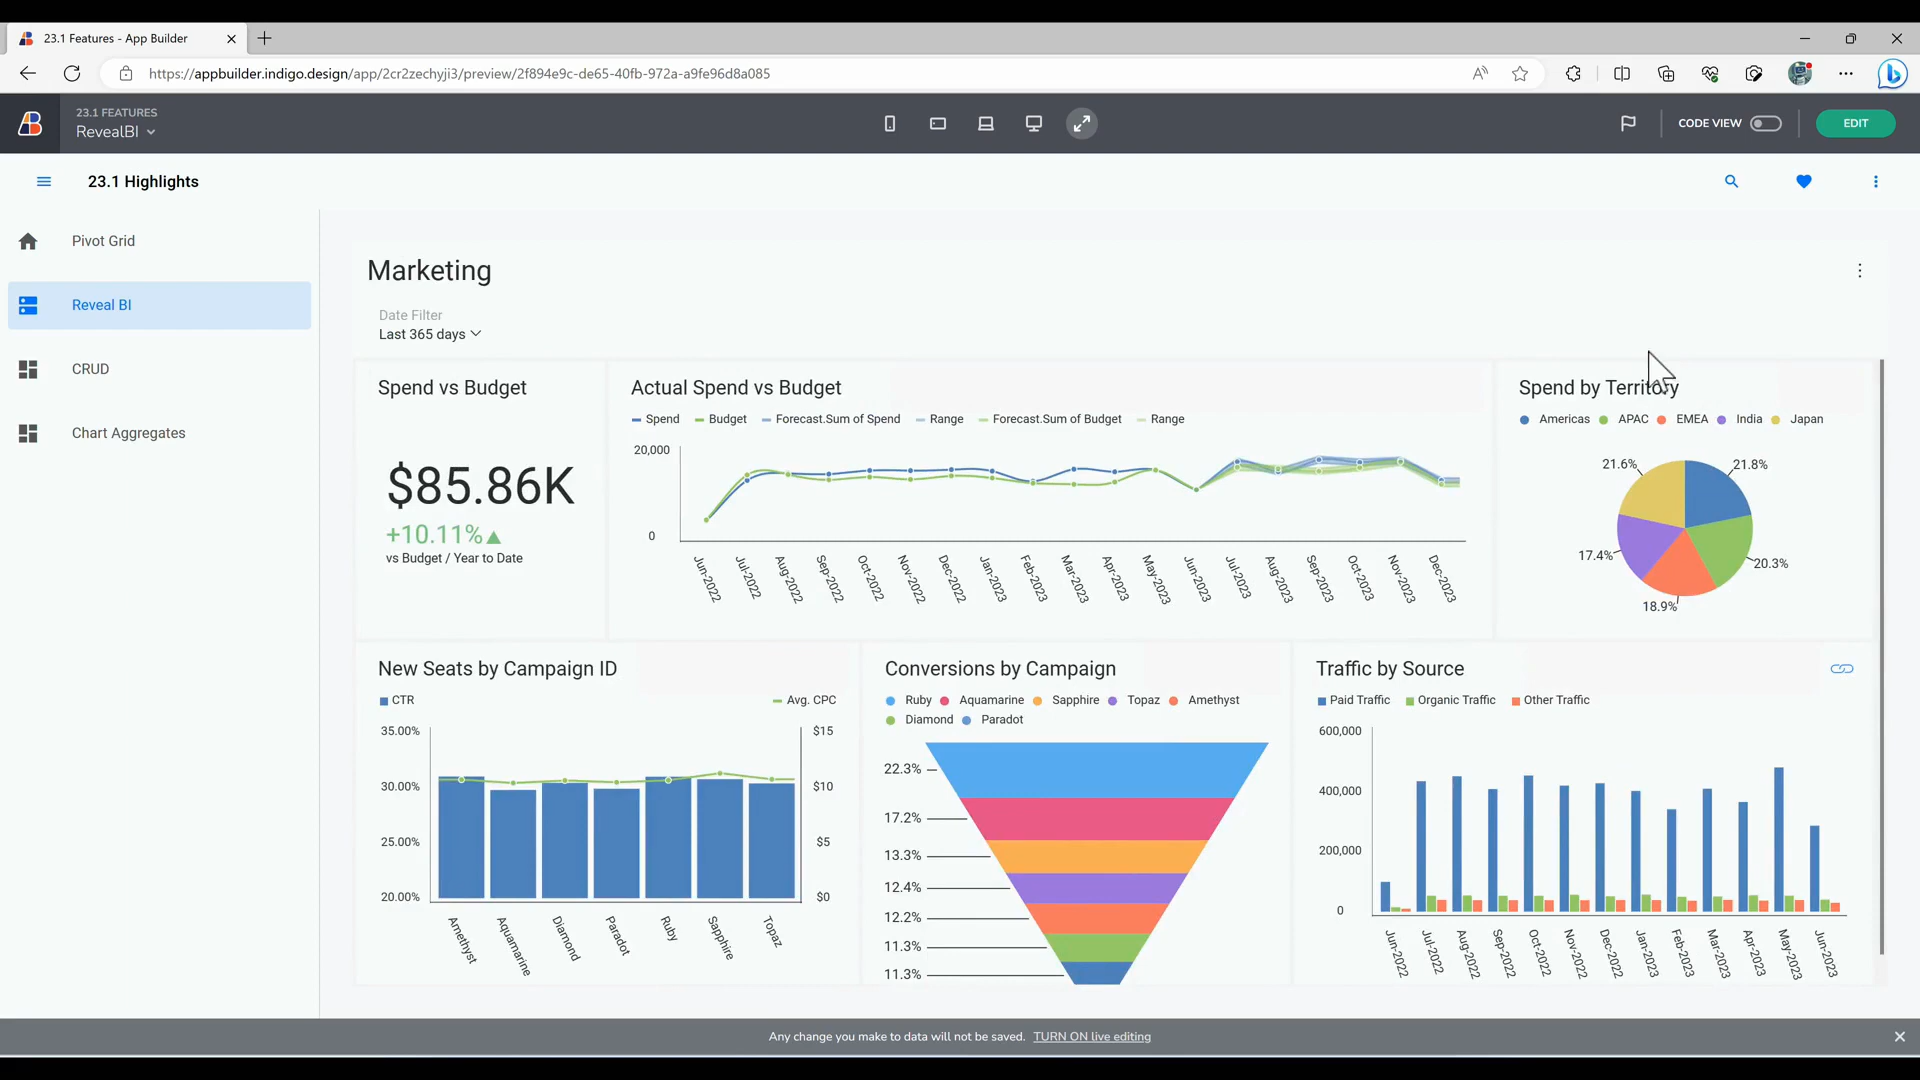 23.1 Features - App Builder
https://appbuilder.indigo.design/app/2cr2zechyji3/preview/2f894e9c-de65-40fb-972a-a9fe96d8a085
23.1 FEATURES
RevealBI
CODE VIEW
EDIT
23.1 Highlights
Pivot Grid
Reveal BI
CRUD
Chart Aggregates
Marketing
Date Filter
Last 365 days
Spend vs Budget
$85.86K
+10.11%
vs Budget / Year to Date
Actual Spend vs Budget
Spend Budget Forecast.Sum of Spend Range Forecast.Sum of Budget Range
20,000
0
Jun-2022 Jul-2022 Aug-2022 Sep-2022 Oct-2022 Nov-2022 Dec-2022 Jan-2023 Feb-2023 Mar-2023 Apr-2023 May-2023 Jun-2023 Jul-2023 Aug-2023 Sep-2023 Oct-2023 Nov-2023 Dec-2023
Spend by Territory
Americas APAC EMEA India Japan
21.6% 21.8%
17.4% 20.3%
18.9%
New Seats by Campaign ID
CTR Avg. CPC
35.00% $15
30.00% $10
25.00% $5
20.00% $0
Amethyst Aquamarine Diamond Paradot Ruby Sapphire Topaz
Conversions by Campaign
Ruby Aquamarine Sapphire Topaz Amethyst
Diamond Paradot
22.3%
17.2%
13.3%
12.4%
12.2%
11.3%
11.3%
Traffic by Source
Paid Traffic Organic Traffic Other Traffic
600,000
400,000
200,000
0
Jun-2022 Jul-2022 Aug-2022 Sep-2022 Oct-2022 Nov-2022 Dec-2022 Jan-2023 Feb-2023 Mar-2023 Apr-2023 May-2023 Jun-2023
Any change you make to data will not be saved. TURN ON live editing